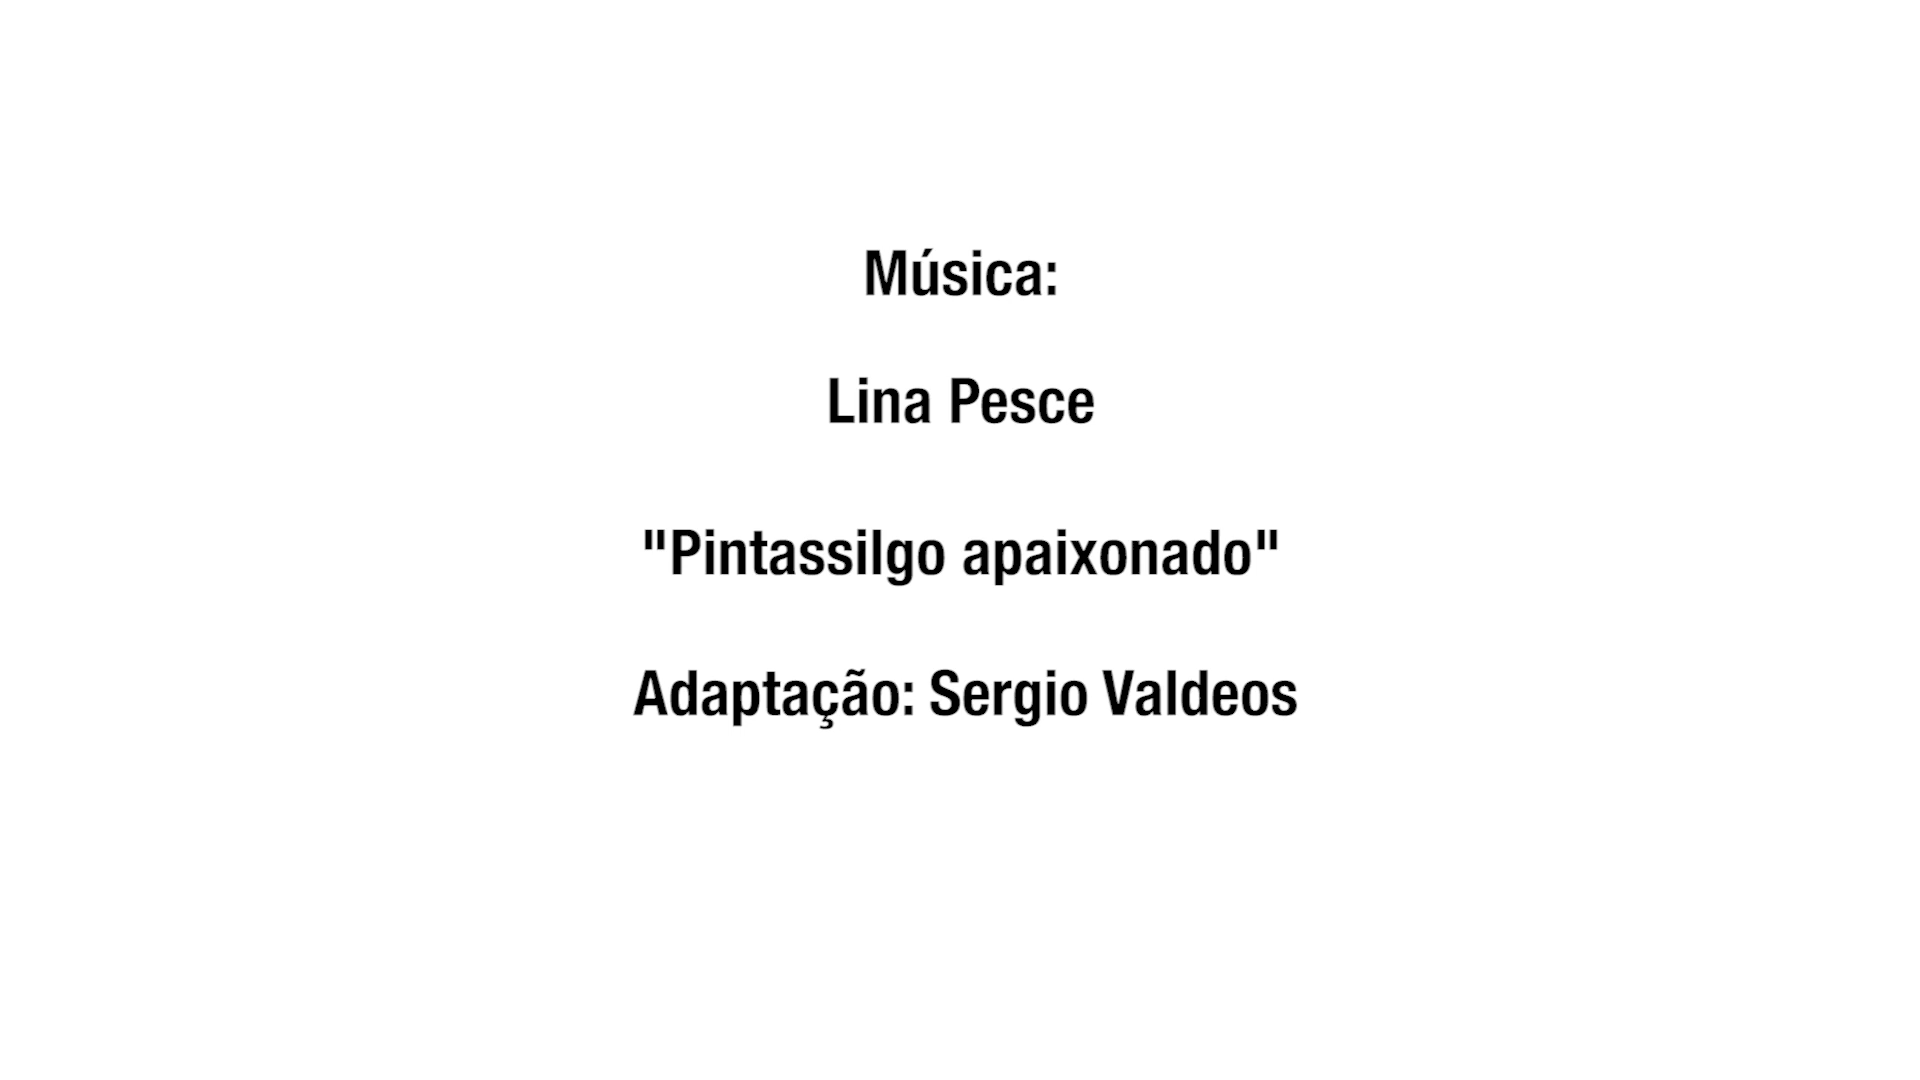 Música:
Lina Pesce
"Pintassilgo apaixonado"
Adaptação: Sergio Valdeos